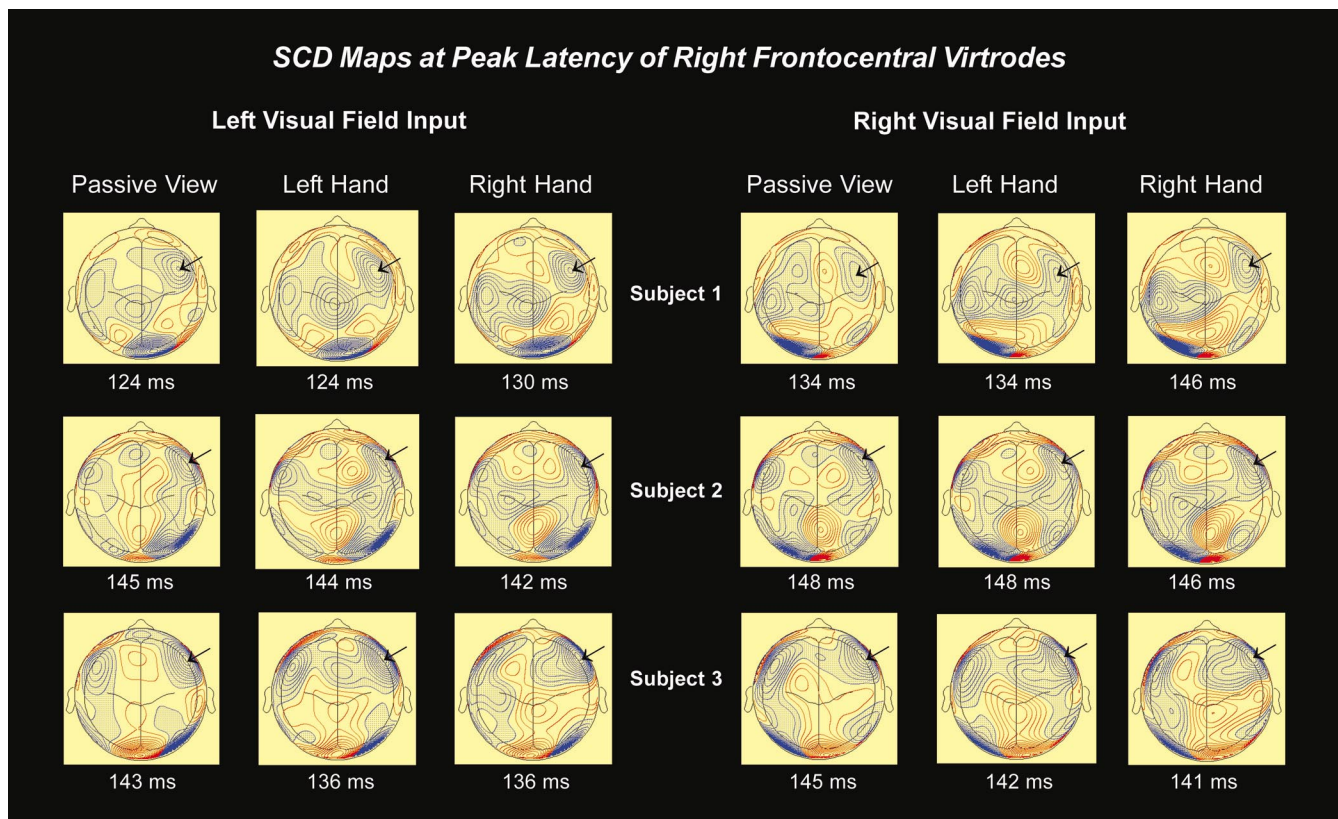 SCD Maps at Peak Latency of Right Frontocentral Virtrodes
Left Visual Field Input
Right Visual Field Input
Passive View
Left Hand
Right Hand
Passive View
Left Hand
Right Hand
Subject 1
124 ms
124 ms
130 ms
134 ms
134 ms
146 ms
Subject 2
145 ms
144 ms
142 ms
148 ms
148 ms
146 ms
Subject 3
143 ms
136 ms
136 ms
145 ms
142 ms
141 ms